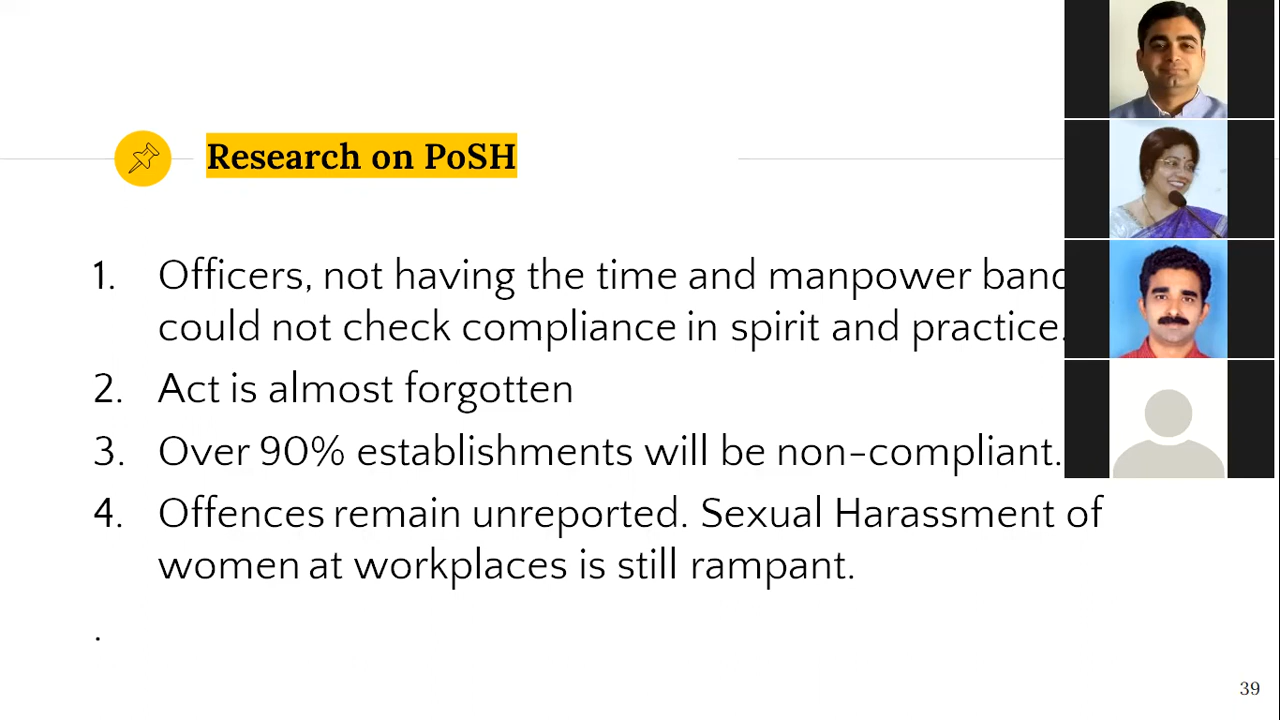 Research on PoSH
1. Officers, not having the time and manpower
could not check compliance in spirit and practice.
2. Act is almost forgotten
3. Over 90% establishments will be non-compliant.
4. Offences remain unreported. Sexual Harassment of
women at workplaces is still rampant.
.
39